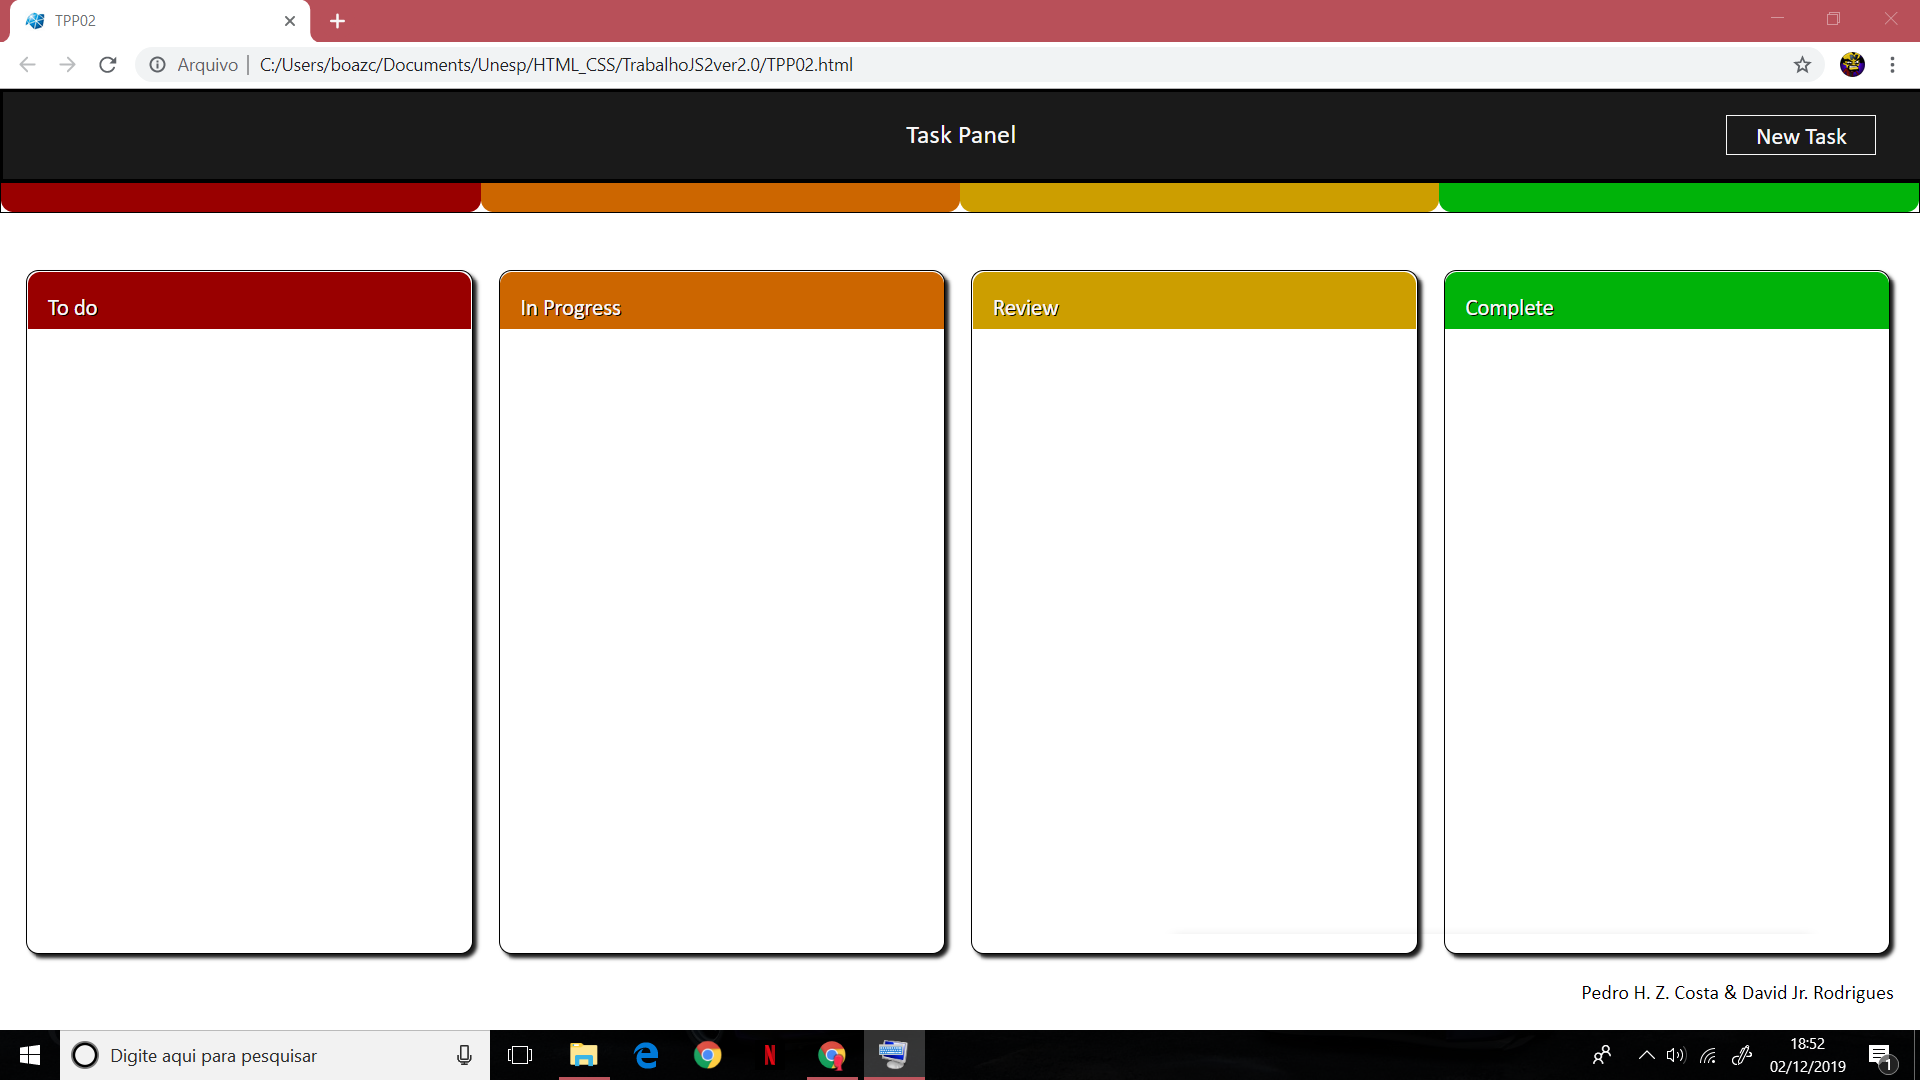 TPP02
Arquivo | C:/Users/boazc/Documents/Unesp/HTML_CSS/TrabalhoJS2ver2.0/TPP02.html
Task Panel
New Task
To do
In Progress
Review
Complete
Pedro H. Z. Costa & David Jr. Rodrigues
Digite aqui para pesquisar
18:52
02/12/2019
1